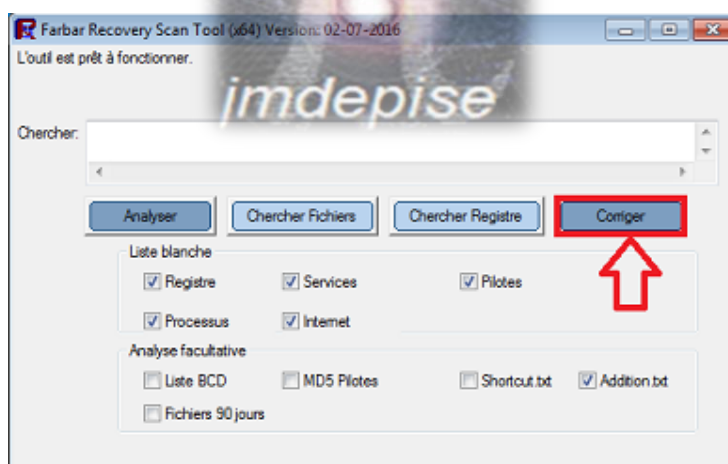 Farbar Recovery Scan Tool (x64) Version: 02-07-2016
L'outil est prêt à fonctionner.
jmdepise
Chercher:
Analyser Chercher Fichiers Chercher Registre Corriger
Liste blanche
Registre Services Pilotes
Processus Internet
Analyse facultative
Liste BCD MD5 Pilotes Shortcut.txt Addition.txt
Fichiers 90 jours